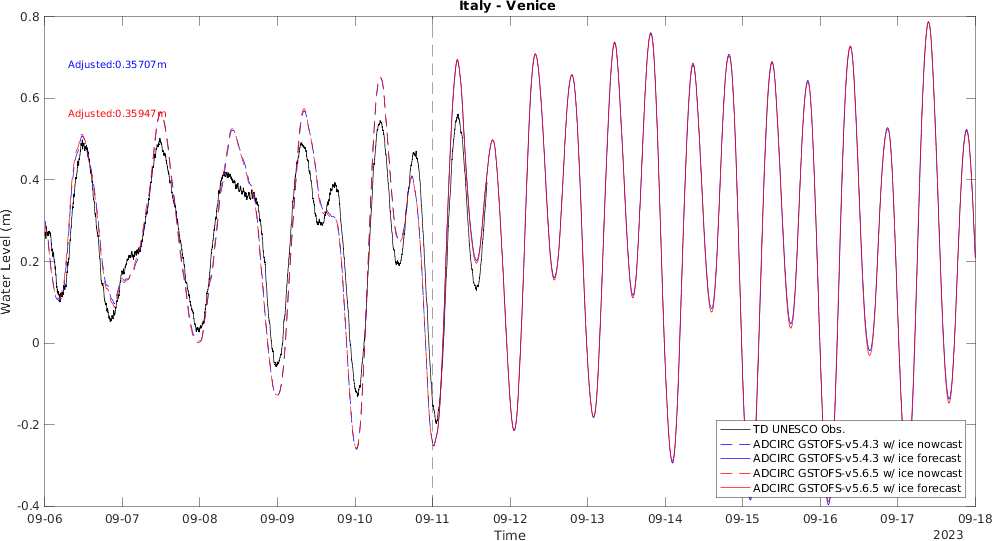 Italy - Venice
Adjusted:0.35707m
Adjusted:0.35947m
Water Level (m)
0.8
0.6
0.4
0.2
0
-0.2
-0.4
TD UNESCO Obs.
ADCIRC GSTOFS-v5.4.3 w/ ice nowcast
ADCIRC GSTOFS-v5.4.3 w/ ice forecast
ADCIRC GSTOFS-v5.6.5 w/ ice nowcast
ADCIRC GSTOFS-v5.6.5 w/ ice forecast
09-06 09-07 09-08 09-09 09-10 09-11 09-12 09-13 09-14 09-15 09-16 09-17 09-18
Time
2023